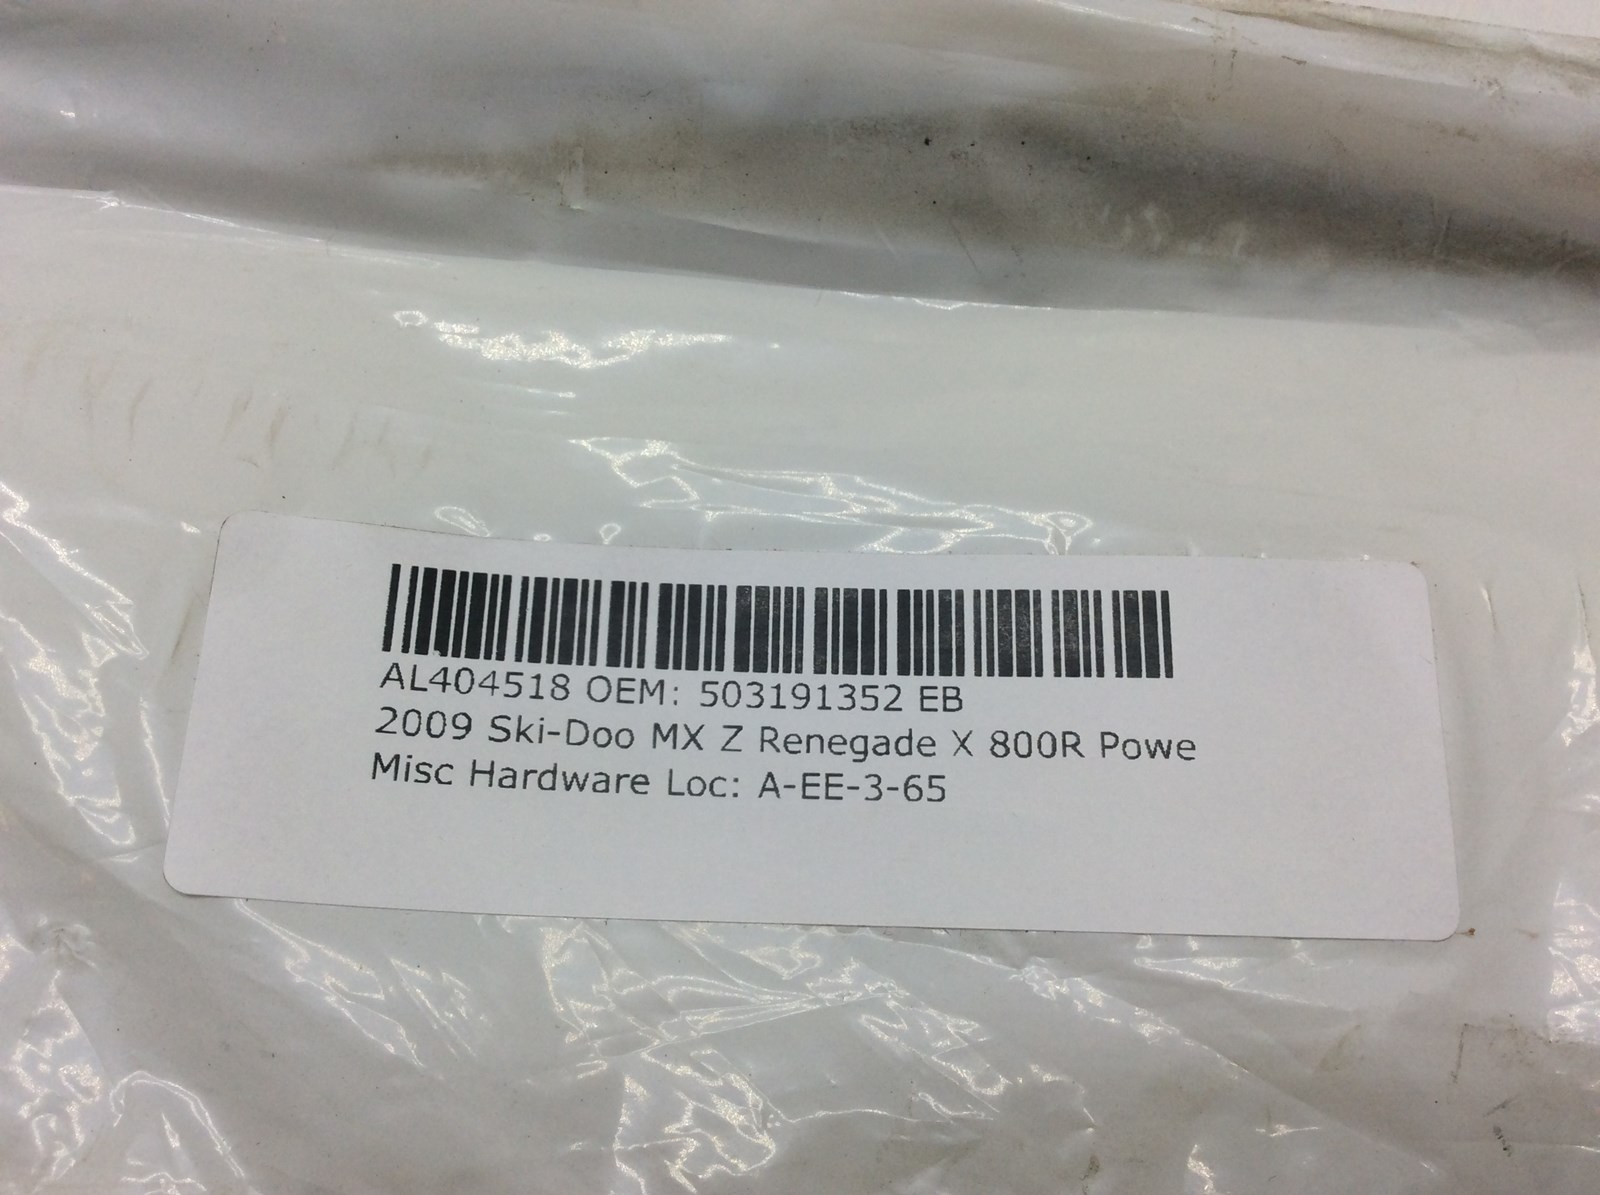 AL404518 OEM: 503191352 EB
2009 Ski-Doo MX Z Renegade X 800R Powe
Misc Hardware Loc: A-EE-3-65